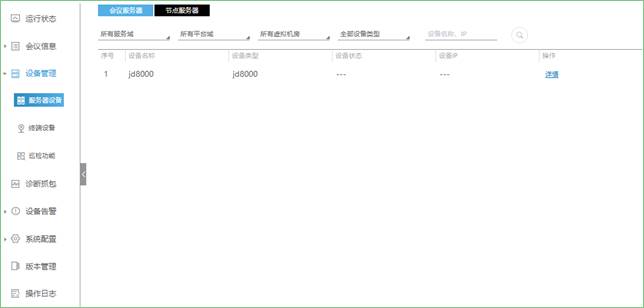 运行状态
会议信息
设备管理
服务器设备
终端设备
巡检功能
诊断抓包
设备告警
系统配置
版本管理
操作日志
会议服务器 节点服务器
所有服务域 所有平台域 所有虚拟机房 全部设备类型 设备名称、IP
序号 设备名称 设备类型 设备状态 设备IP 操作
1 jd8000 jd8000 --- --- 详情